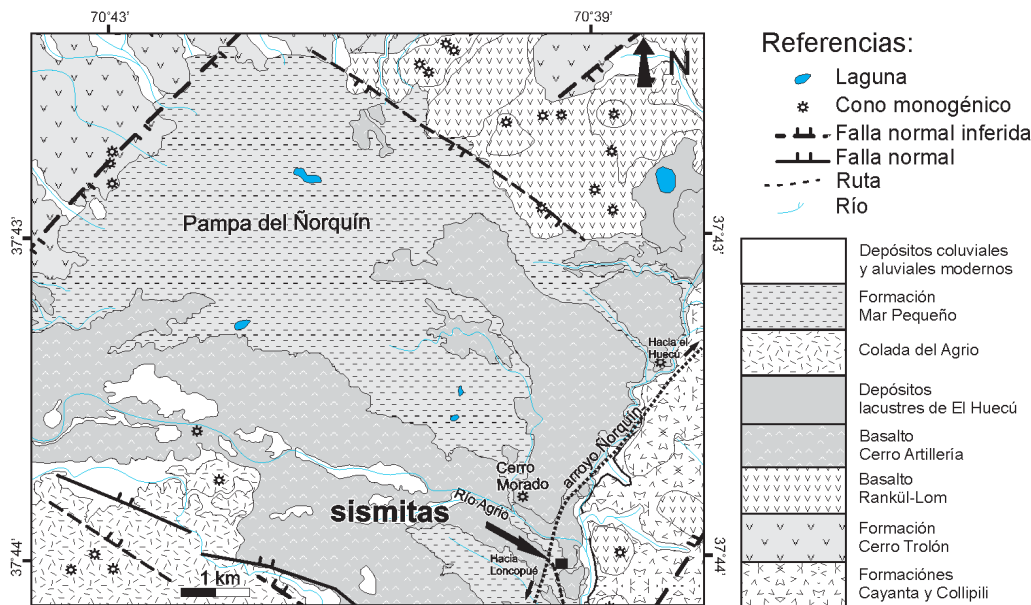 70°43'
70°39'
N
Pampa del Ñorquín
37°43'
37°43'
Hacia el
Huecú
arroyo Ñorquín
Cerro
Morado
Río Agrio
sismitas
Hacia
Loncopué
37°44'
37°44'
1 km
Referencias:
Laguna
Cono monogénico
Falla normal inferida
Falla normal
Ruta
Río
Depósitos coluviales
y aluviales modernos
Formación
Mar Pequeño
Colada del Agrio
Depósitos
lacustres de El Huecú
Basalto
Cerro Artillería
Basalto
Rankül-Lom
Formación
Cerro Trolón
Formaciónes
Cayanta y Collipili